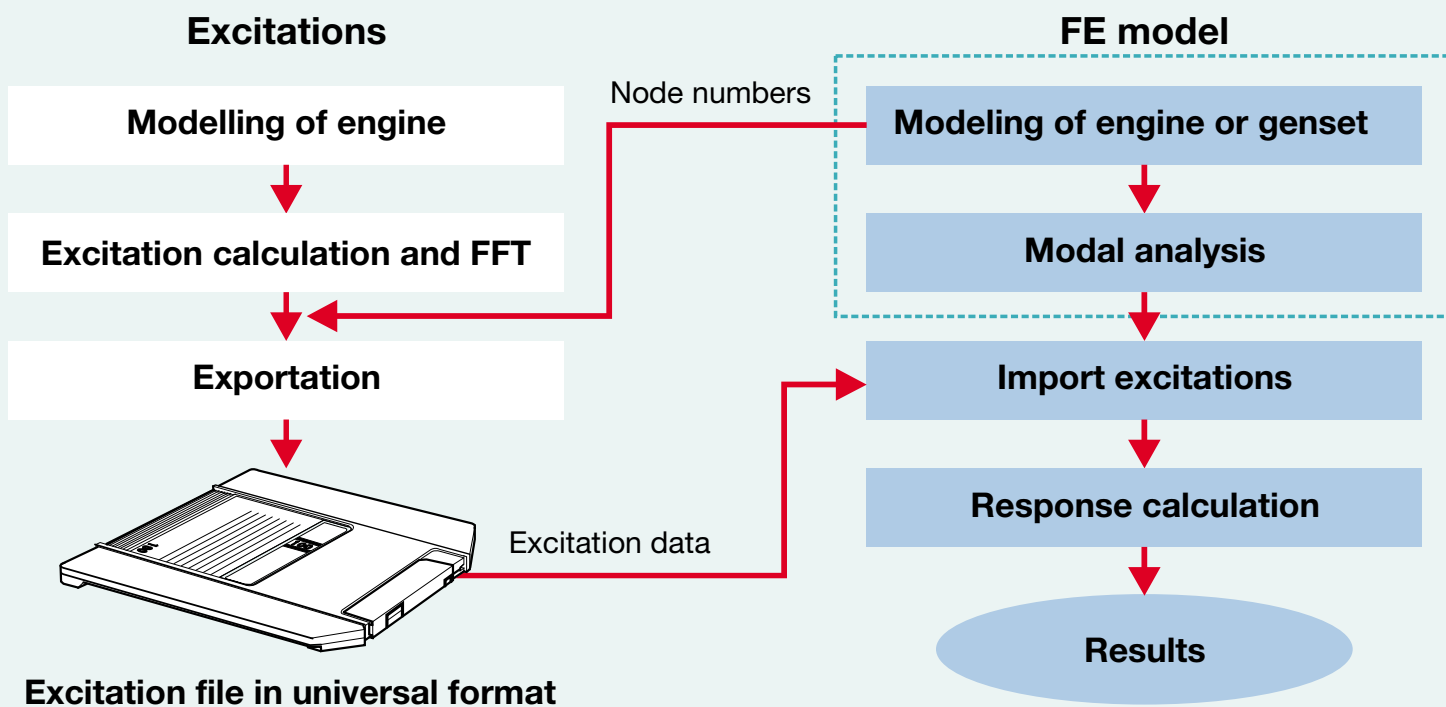 Excitations
Modelling of engine
Excitation calculation and FFT
Exportation
Excitation file in universal format
Node numbers
Excitation data
FE model
Modeling of engine or genset
Modal analysis
Import excitations
Response calculation
Results